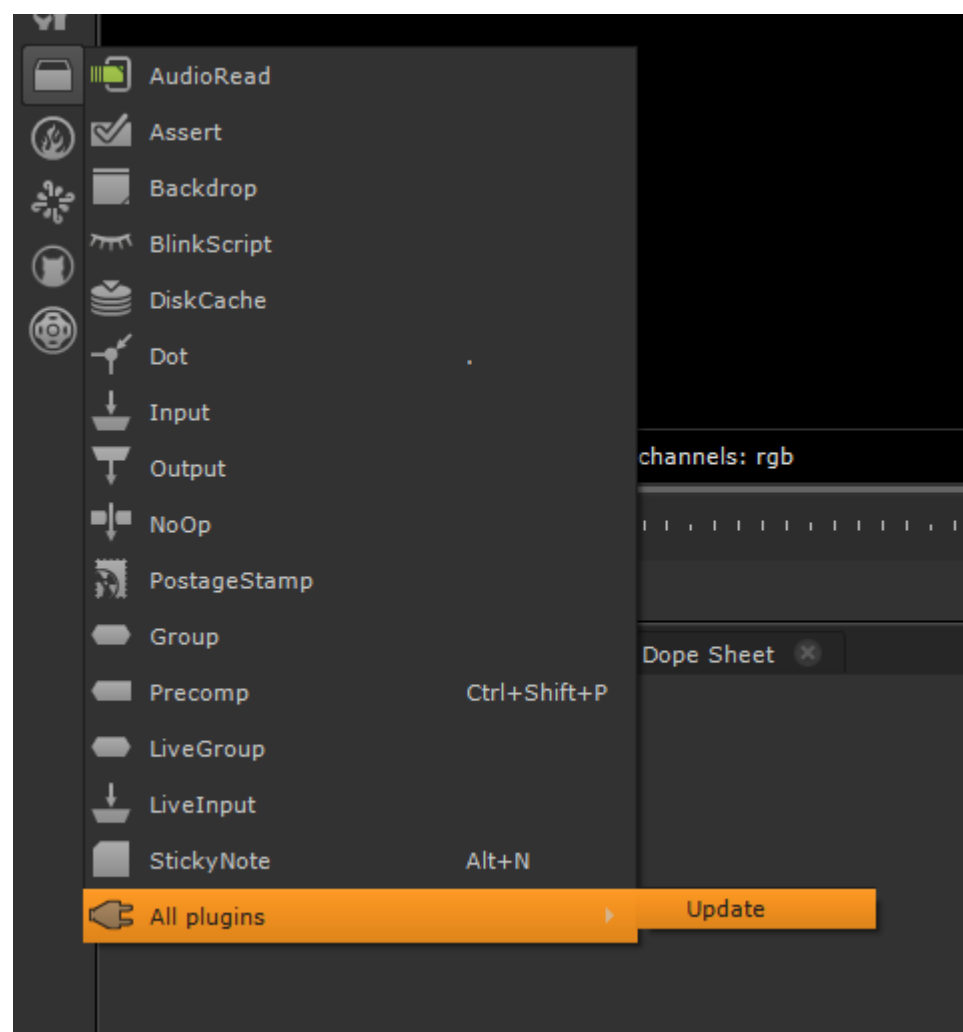 AudioRead
Assert
Backdrop
BlinkScript
DiskCache
Dot .
Input
Output
NoOp
PostageStamp
Group
Precomp Ctrl+Shift+P
LiveGroup
LiveInput
StickyNote Alt+N
All plugins
Update
channels: rgb
Dope Sheet